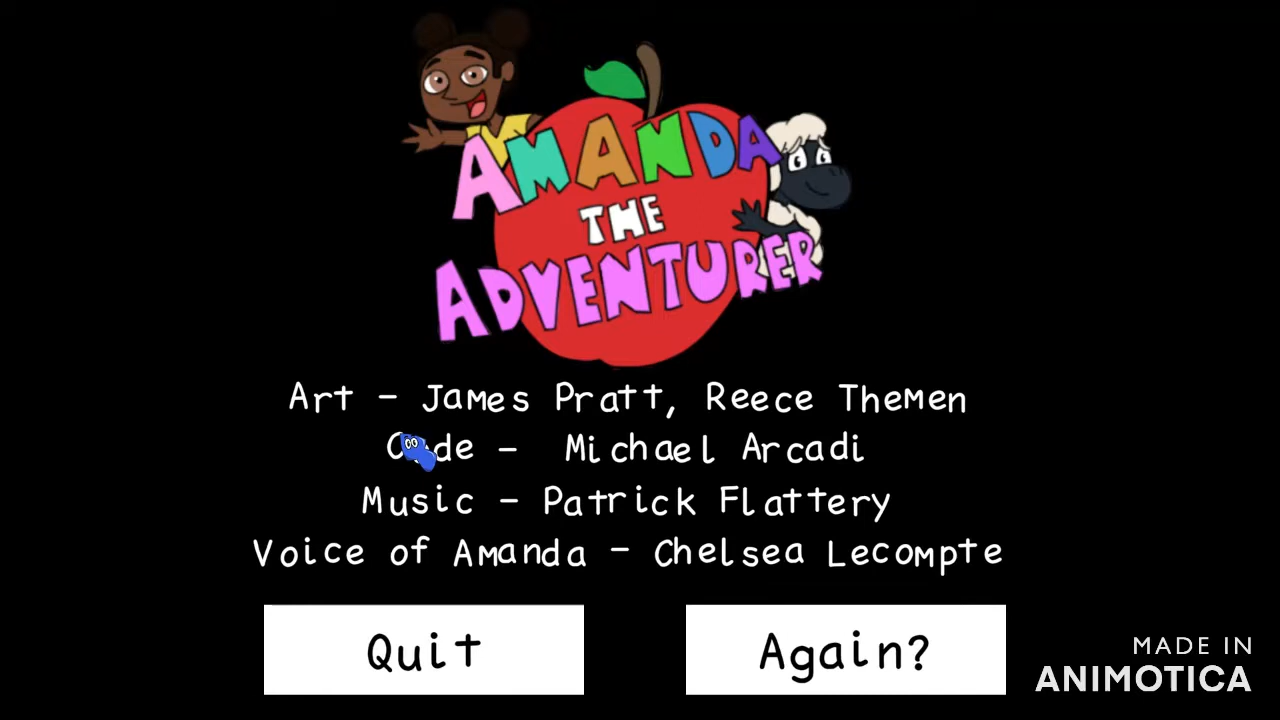 AMANDA
THE
ADVENTURER
Art - James Pratt, Reece Themen
Code - Michael Arcadi
Music - Patrick Flattery
Voice of Amanda - Chelsea Lecompte
Quit
Again?
MADE IN
ANIMOTICA